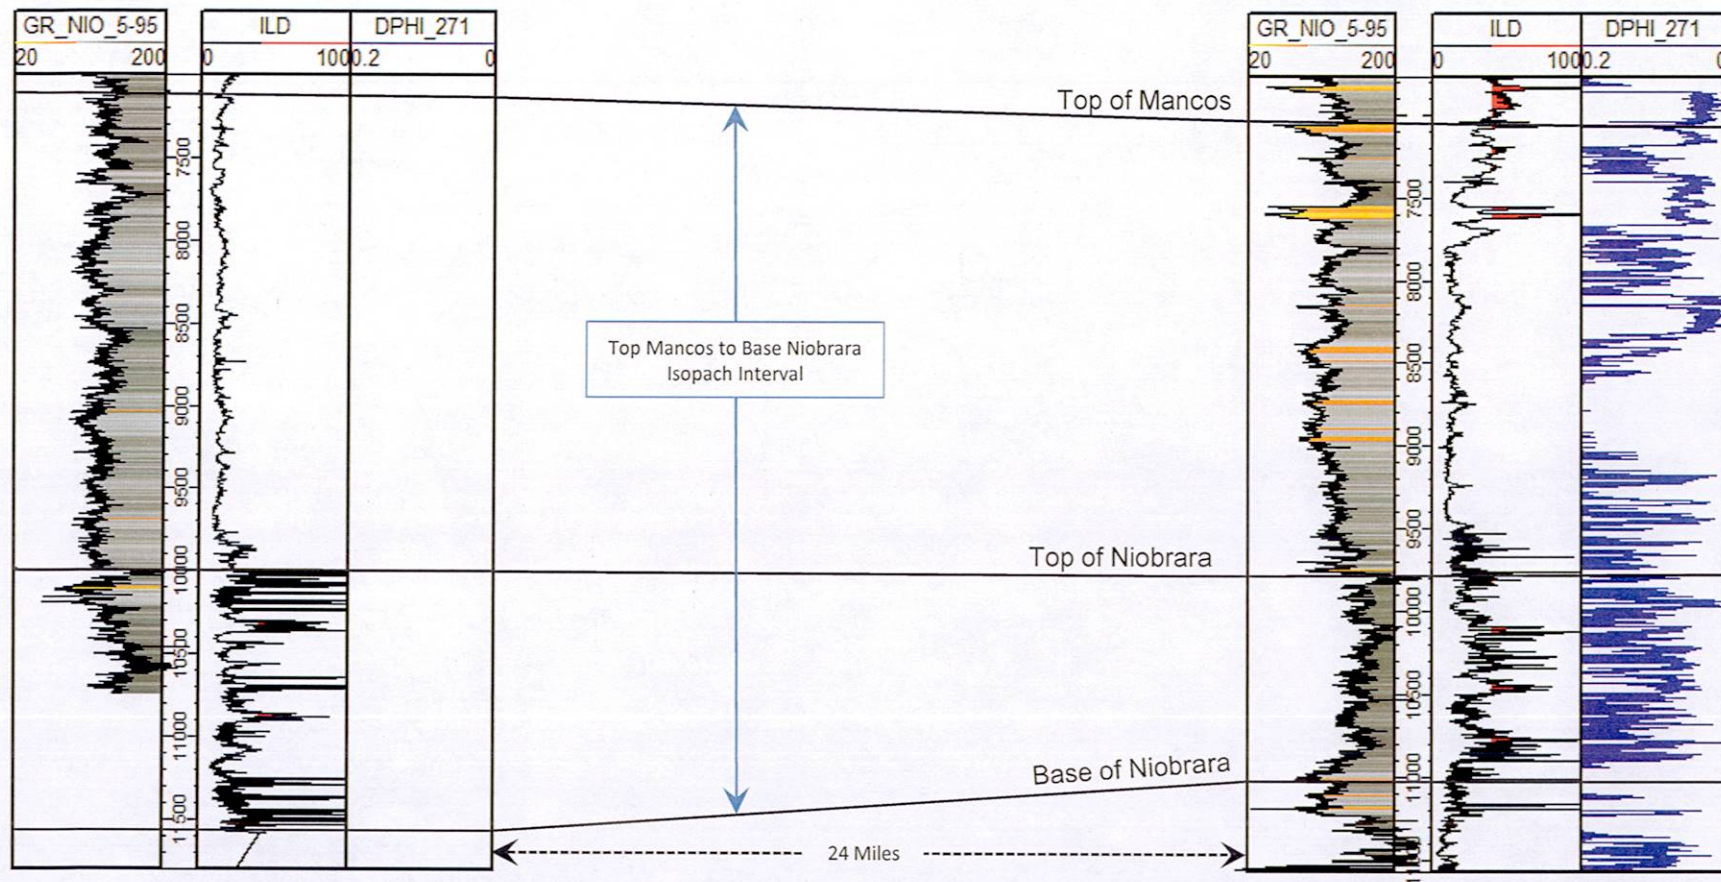 GR_NIO_5-95 ILD DPHI_271
20 200 0 100 0.2 0
GR_NIO_5-95 ILD DPHI_271
20 200 0 100 0.2 0
Top of Mancos
7500
8000
8500
9000
9500
10000
10500
11000
11500
Top Mancos to Base Niobrara
Isopach Interval
Top of Niobrara
Base of Niobrara
24 Miles
7500
8000
8500
9000
9500
10000
10500
11000